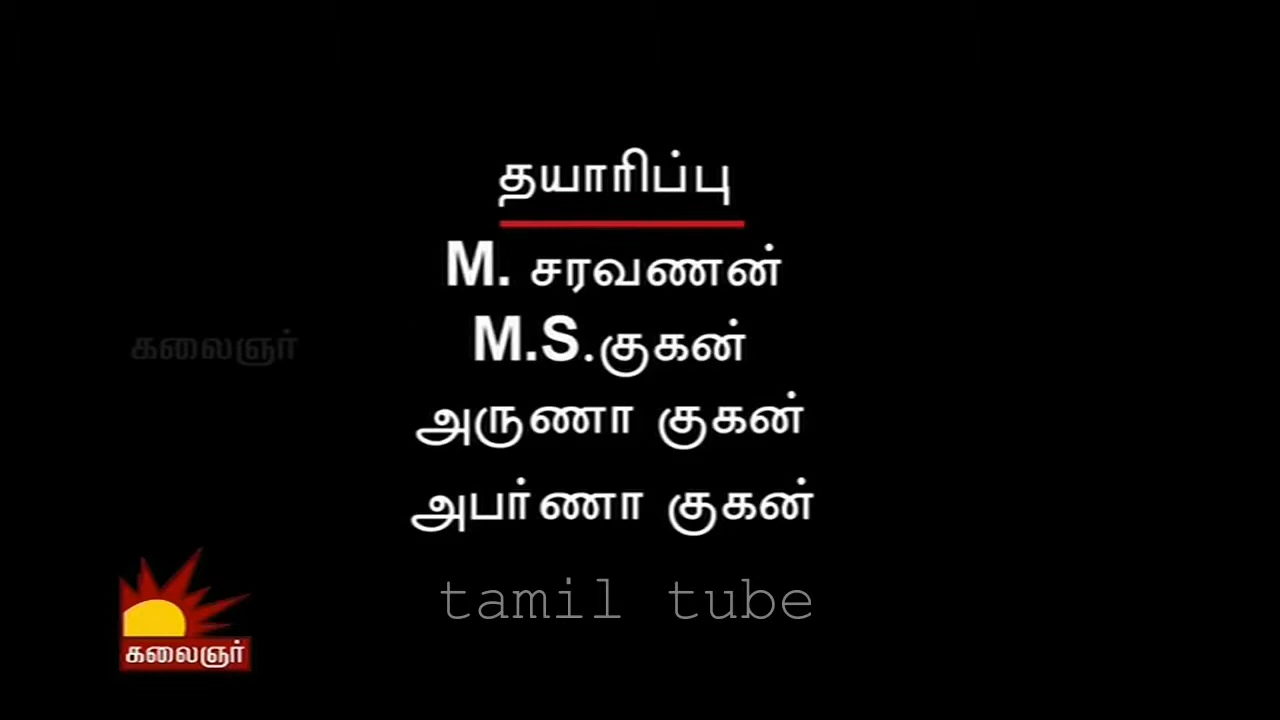 தயாரிப்பு
M. சரவணன்
M.S.குகன்
அருணா குகன்
அபர்ணா குகன்
கலைஞர்
tamil tube
கலைஞர்